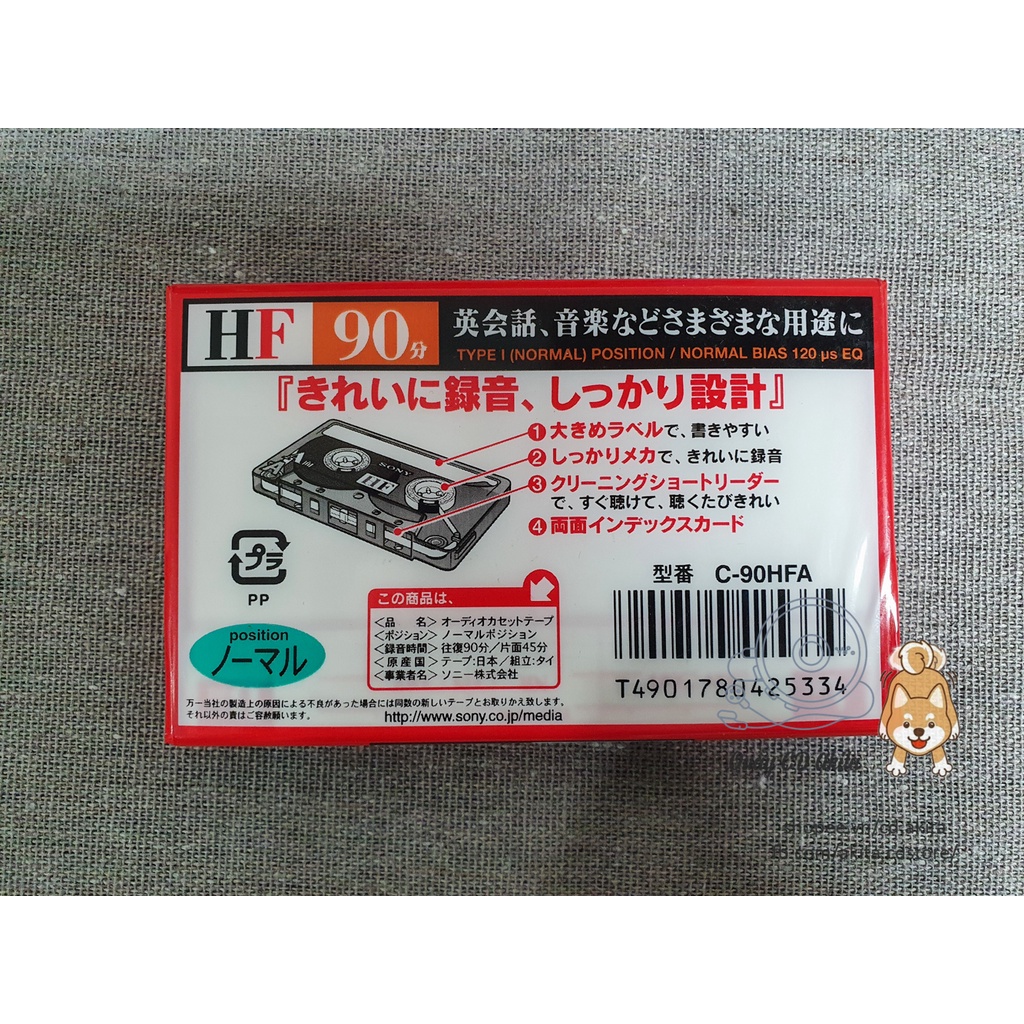 HF 90分 英会話、音楽などさまざまな用途に
TYPE I (NORMAL) POSITION / NORMAL BIAS 120 µs EQ
『きれいに録音、しっかり設計』
① 大きめラベルで、書きやすい
② しっかりメカで、きれいに録音
③ クリーニングショートリーダー
で、すぐ聴けて、聴くたびきれい
④ 両面インデックスカード
SONY
HF
プラ
PP
position
ノーマル
この商品は、
〈品 名〉オーディオカセットテープ
〈ポジション〉ノーマルポジション
〈録音時間〉往復90分／片面45分
〈原 産 国〉テープ:日本／組立:タイ
〈事業者名〉ソニー株式会社
型番 C-90HFA
T4901780425334
万一当社の製造上の原因による不良があった場合には同数の新しいテープとお取りかえ致します。
それ以外の責はご容赦願います。
http://www.sony.co.jp/media